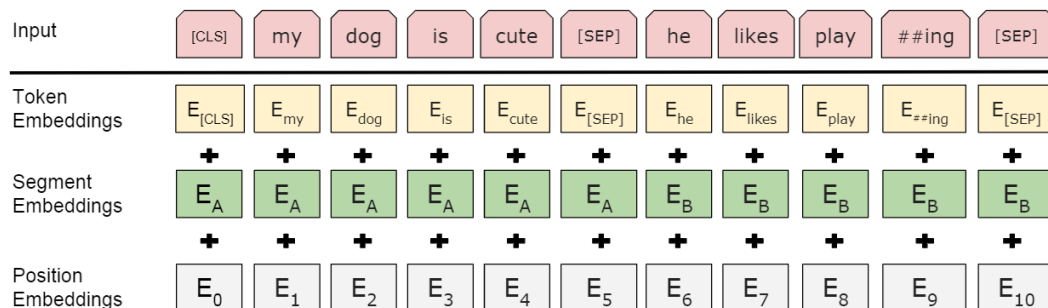 Input [CLS] my dog is cute [SEP] he likes play ##ing [SEP]
Token Embeddings E[CLS] Emy Edog Eis Ecute E[SEP] Ehe Elikes Eplay E##ing E[SEP]
+ + + + + + + + + + +
Segment Embeddings EA EA EA EA EA EA EB EB EB EB EB
+ + + + + + + + + + +
Position Embeddings E0 E1 E2 E3 E4 E5 E6 E7 E8 E9 E10